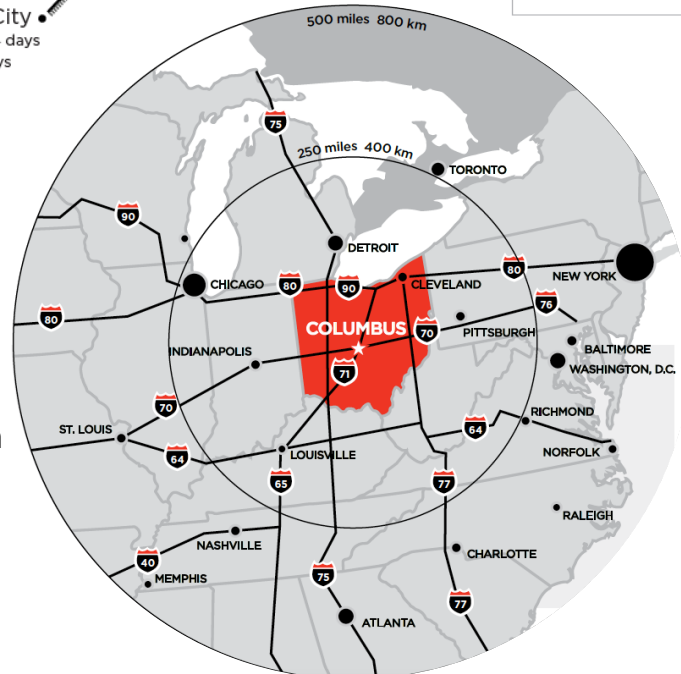 City
days
ys
500 miles 800 km
75
250 miles 400 km
TORONTO
90
DETROIT
80
CHICAGO
80
90
CLEVELAND
80
NEW YORK
76
COLUMBUS
70
PITTSBURGH
INDIANAPOLIS
71
BALTIMORE
WASHINGTON, D.C.
70
RICHMOND
ST. LOUIS
64
64
LOUISVILLE
NORFOLK
65
77
RALEIGH
NASHVILLE
CHARLOTTE
40
MEMPHIS
75
77
ATLANTA